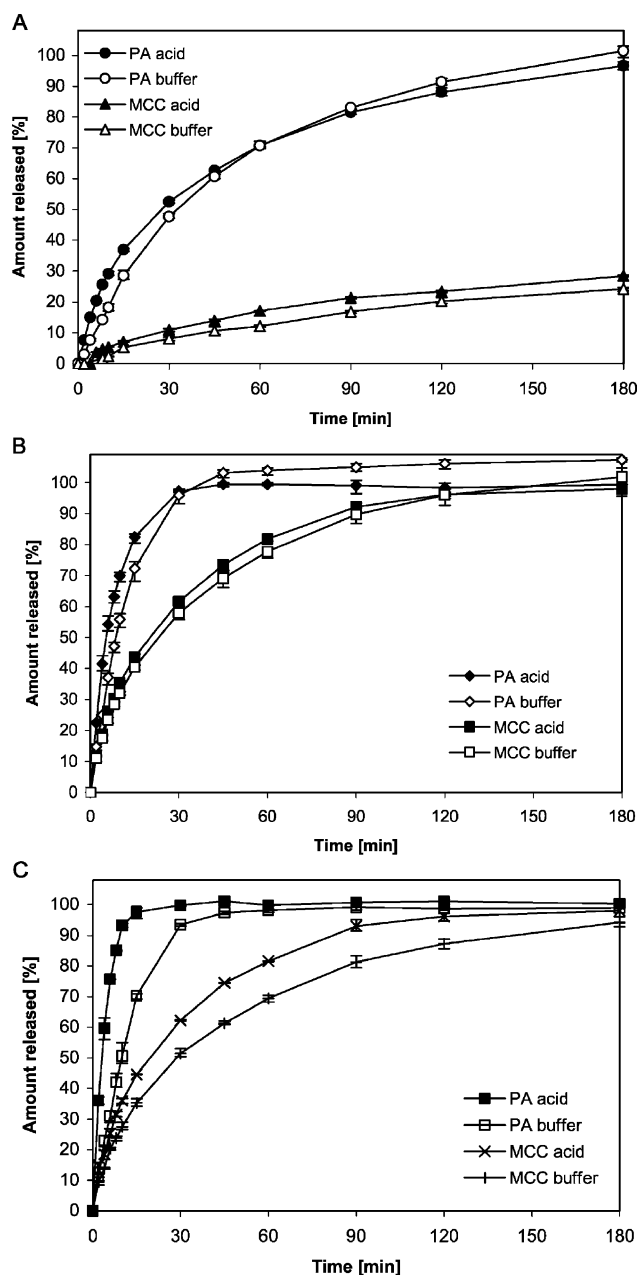 A
PA acid
PA buffer
MCC acid
MCC buffer
Amount released [%]
100
90
80
70
60
50
40
30
20
10
0
0 30 60 90 120 150 180
Time [min]
B
Amount released [%]
100
90
80
70
60
50
40
30
20
10
0
PA acid
PA buffer
MCC acid
MCC buffer
0 30 60 90 120 150 180
Time [min]
C
Amount released [%]
100
90
80
70
60
50
40
30
20
10
0
PA acid
PA buffer
MCC acid
MCC buffer
0 30 60 90 120 150 180
Time [min]